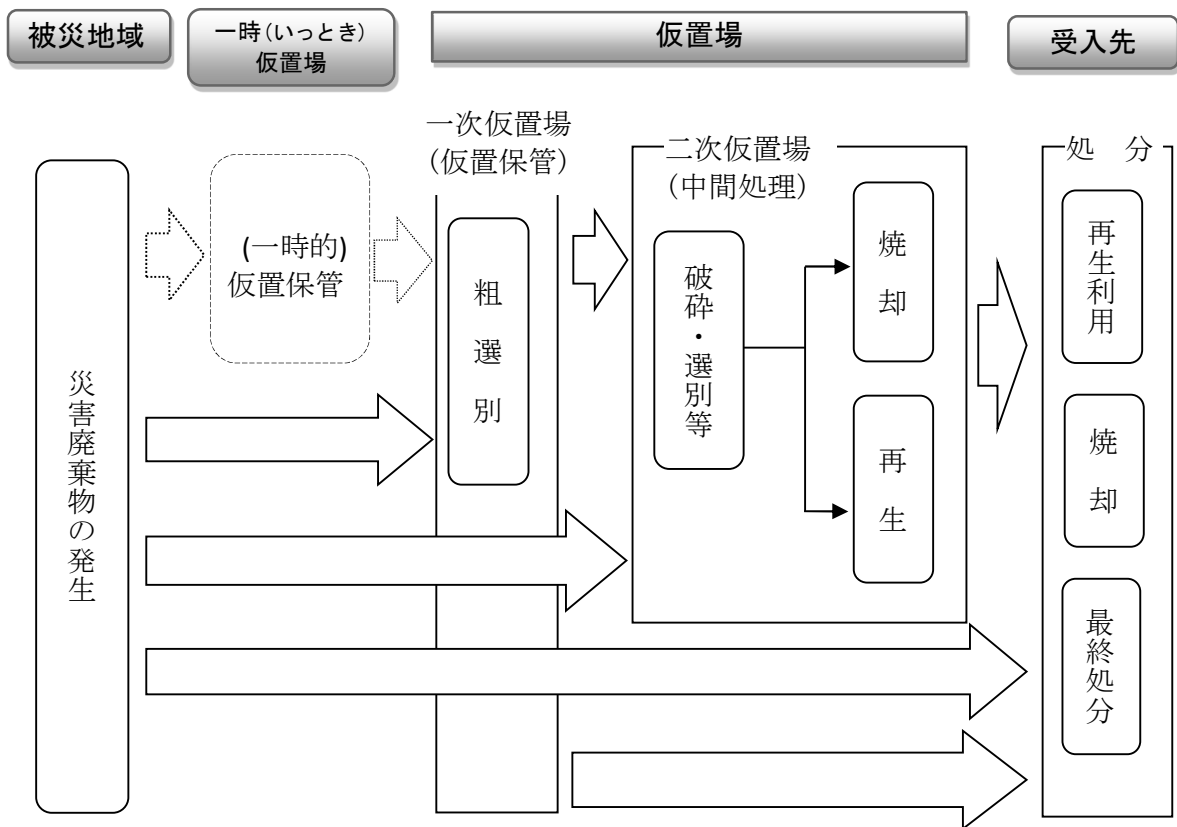 被災地域
一時(いっとき)
仮置場
仮置場
受入先
災害廃棄物の発生
(一時的)
仮置保管
一次仮置場
(仮置保管)
粗選別
二次仮置場
(中間処理)
破砕・選別等
焼却
再生
処 分
再生利用
焼却
最終処分